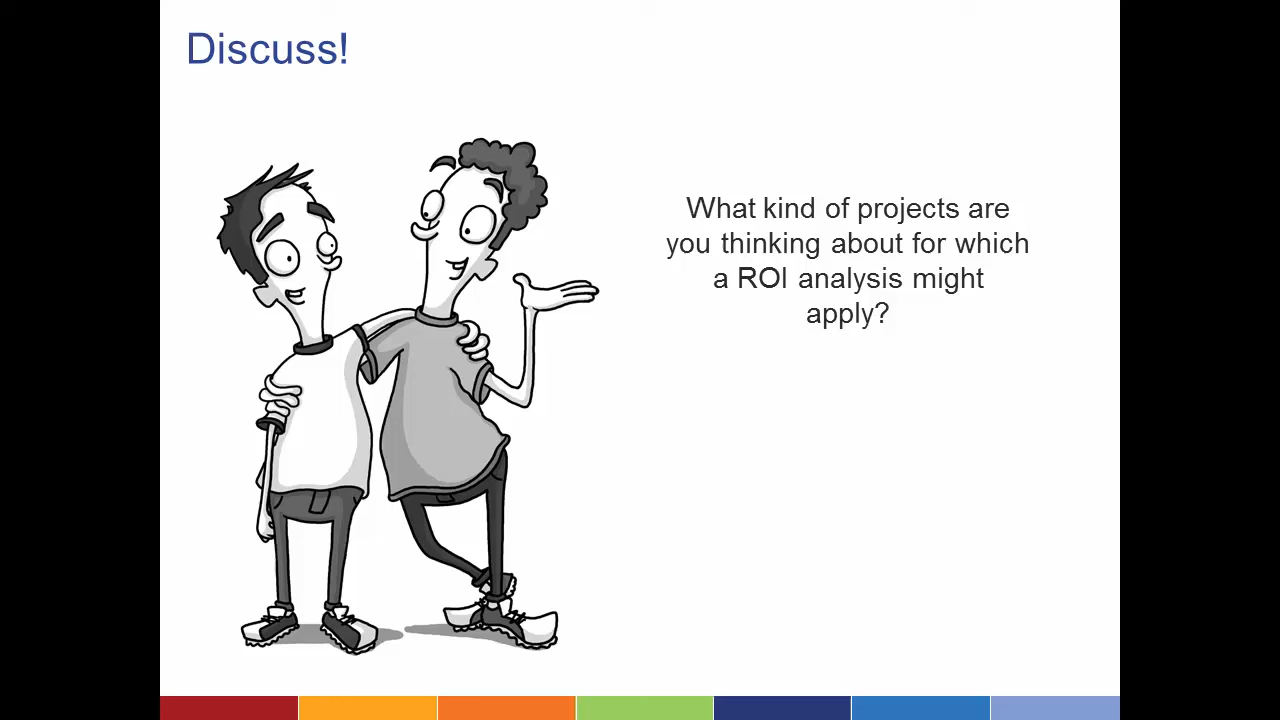 Discuss!
What kind of projects are
you thinking about for which
a ROI analysis might
apply?